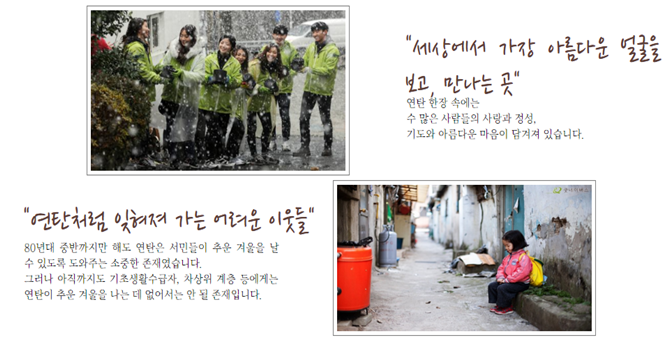 "세상에서 가장 아름다운 얼굴을
보고, 만나는 곳"
연탄 한장 속에는
수 많은 사람들의 사랑과 정성,
기도와 아름다운 마음이 담겨져 있습니다.
"연탄처럼 잊혀져 가는 어려운 이웃들"
80년대 중반까지만 해도 연탄은 서민들이 추운 겨울을 날
수 있도록 도와주는 소중한 존재였습니다.
그러나 아직까지도 기초생활수급자, 차상위 계층 등에게는
연탄이 추운 겨울을 나는 데 없어서는 안 될 존재입니다.